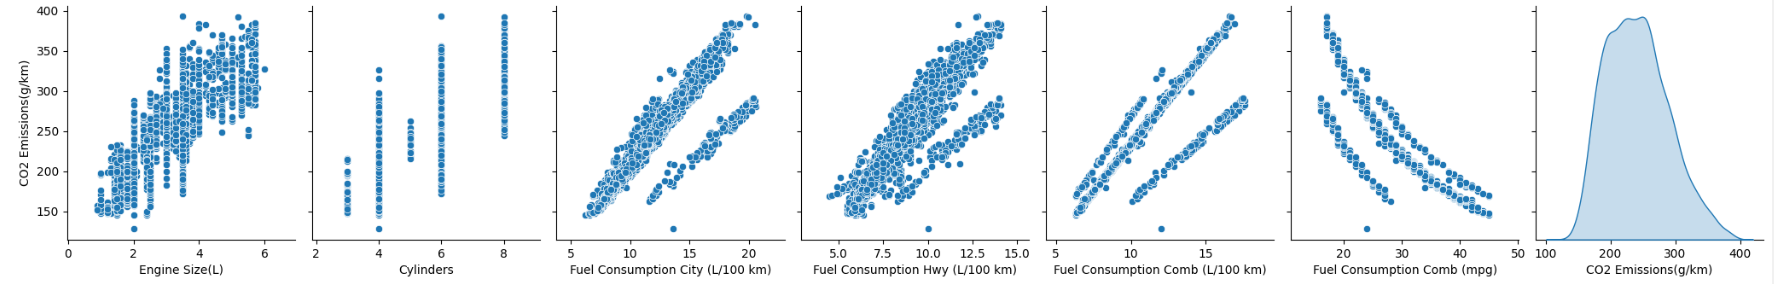 400
350
300
250
200
150
CO2 Emissions(g/km)
0 2 4 6
Engine Size(L)
2 4 6 8
Cylinders
5 10 15 20
Fuel Consumption City (L/100 km)
5.0 7.5 10.0 12.5 15.0
Fuel Consumption Hwy (L/100 km)
5 10 15
Fuel Consumption Comb (L/100 km)
20 30 40 50
Fuel Consumption Comb (mpg)
100 200 300 400
CO2 Emissions(g/km)